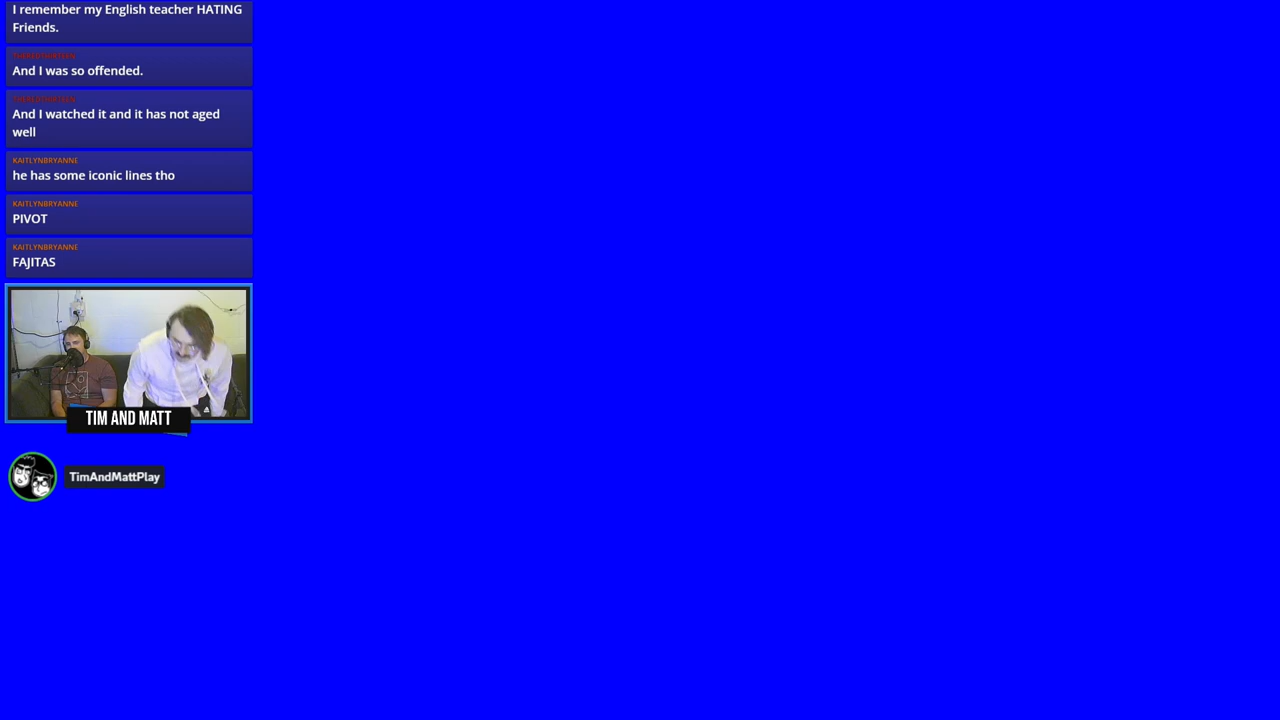 I remember my English teacher HATING
Friends.
And I was so offended.
And I watched it and it has not aged
well
KAITLYNBRYANNE
he has some iconic lines tho
KAITLYNBRYANNE
PIVOT
KAITLYNBRYANNE
FAJITAS
TIM AND MATT
TimAndMattPlay